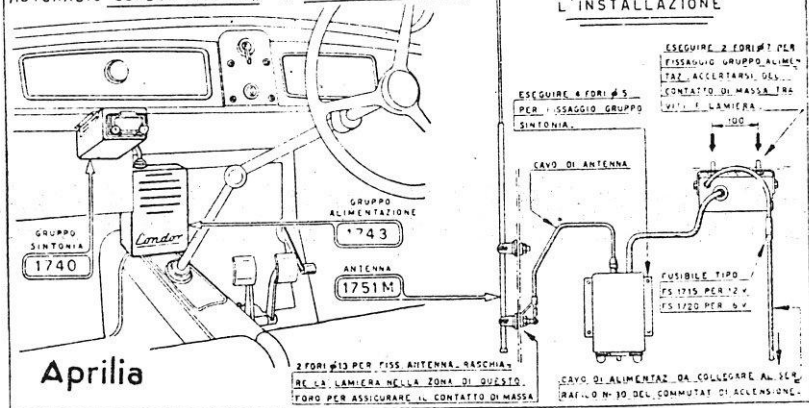 L'INSTALLAZIONE
ESEGUIRE 2 FORI ø 7 PER
FISSAGGIO GRUPPO ALIMEN
TAZ. ACCERTARSI DEL
CONTATTO DI MASSA TRA
VITI E LAMIERA.
100
ESEGUIRE 4 FORI ø 5
PER FISSAGGIO GRUPPO
SINTONIA.
CAVO DI ANTENNA
GRUPPO
SINTONIA
1740
Condor
GRUPPO
ALIMENTAZIONE
1743
ANTENNA
1751M
FUSIBILE TIPO
FS 1715 PER 12 V
FS 1720 PER 6 V
Aprilia
2 FORI ø 13 PER FISS. ANTENNA. RASCHIA-
RE LA LAMIERA NELLA ZONA DI QUESTO
FORO PER ASSICURARE IL CONTATTO DI MASSA
CAVO DI ALIMENTAZ. DA COLLEGARE AL SER
RAFILO N° 30 DEL COMMUTAT. DI ACCENSIONE.